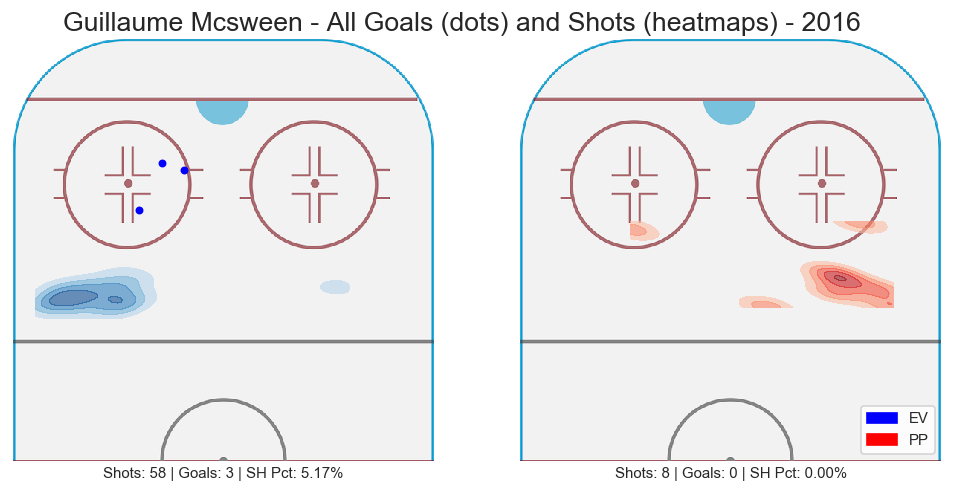 Guillaume Mcsween - All Goals (dots) and Shots (heatmaps) - 2016
EV
PP
Shots: 58 | Goals: 3 | SH Pct: 5.17%
Shots: 8 | Goals: 0 | SH Pct: 0.00%